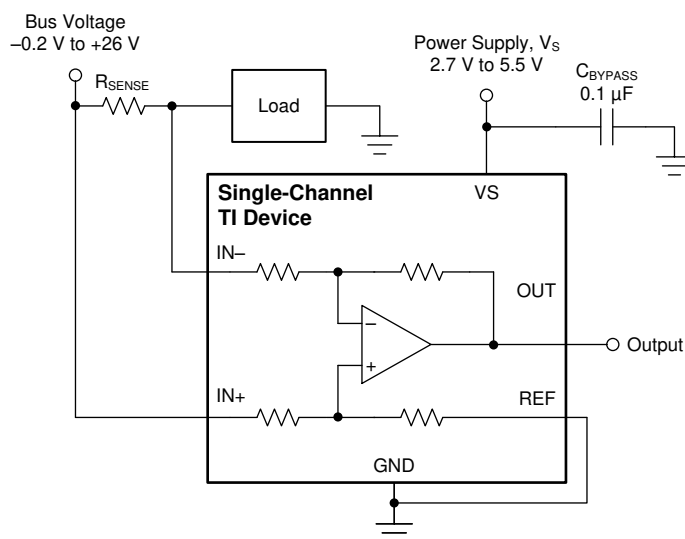 Bus Voltage
–0.2 V to +26 V
RSENSE
Load
Power Supply, VS
2.7 V to 5.5 V
CBYPASS
0.1 µF
Single-Channel
TI Device
VS
IN–
OUT
–
+
Output
IN+
REF
GND